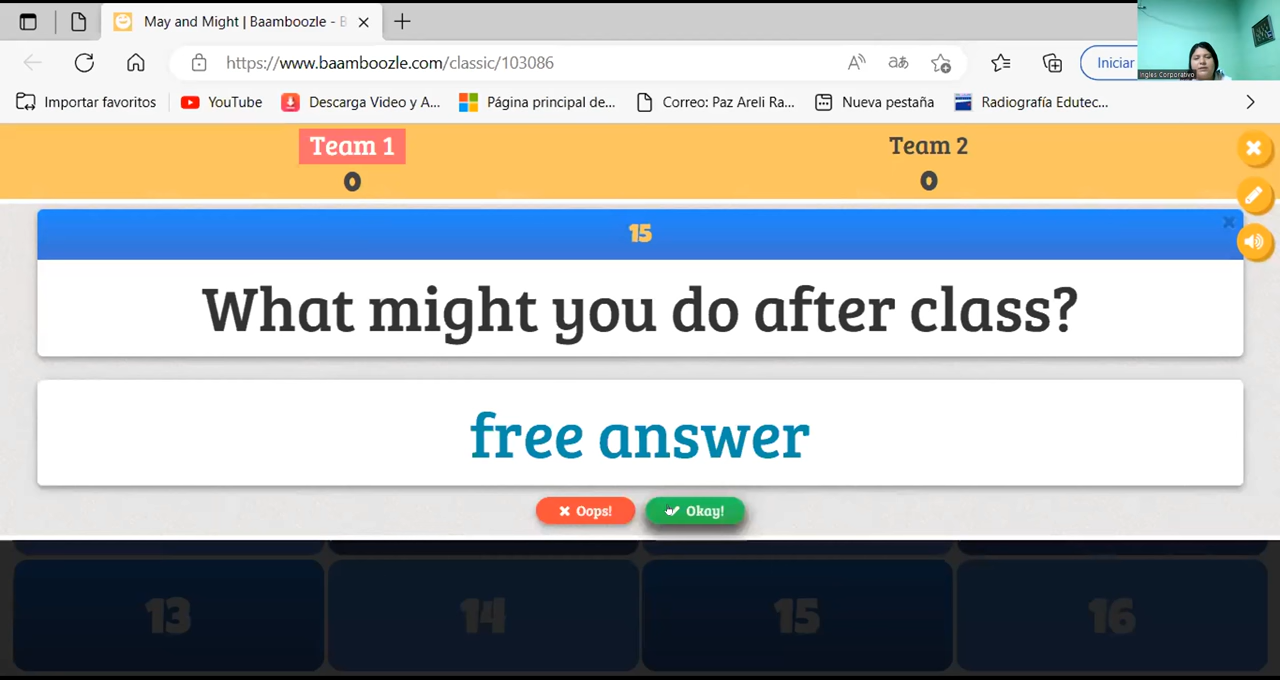 May and Might | Baamboozle - B
https://www.baamboozle.com/classic/103086
Iniciar
Ingles Corporativo
Importar favoritos
YouTube
Descarga Video y A...
Página principal de...
Correo: Paz Areli Ra...
Nueva pestaña
Radiografía Edutec...
Team 1
0
Team 2
0
15
What might you do after class?
free answer
Oops!
Okay!
13
14
15
16